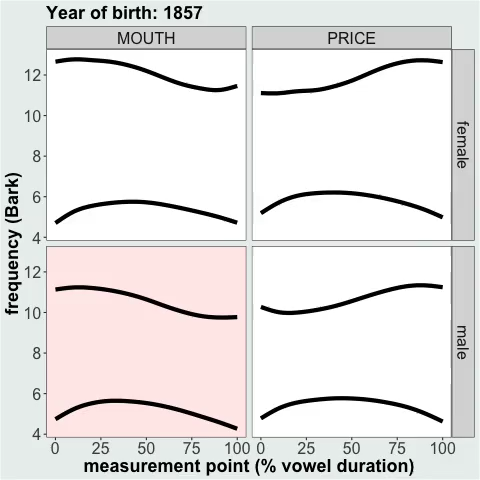 Year of birth: 1857
MOUTH PRICE
12
10
8
6
4
female
12
10
8
6
4
male
frequency (Bark)
0 25 50 75 100 0 25 50 75 100
measurement point (% vowel duration)